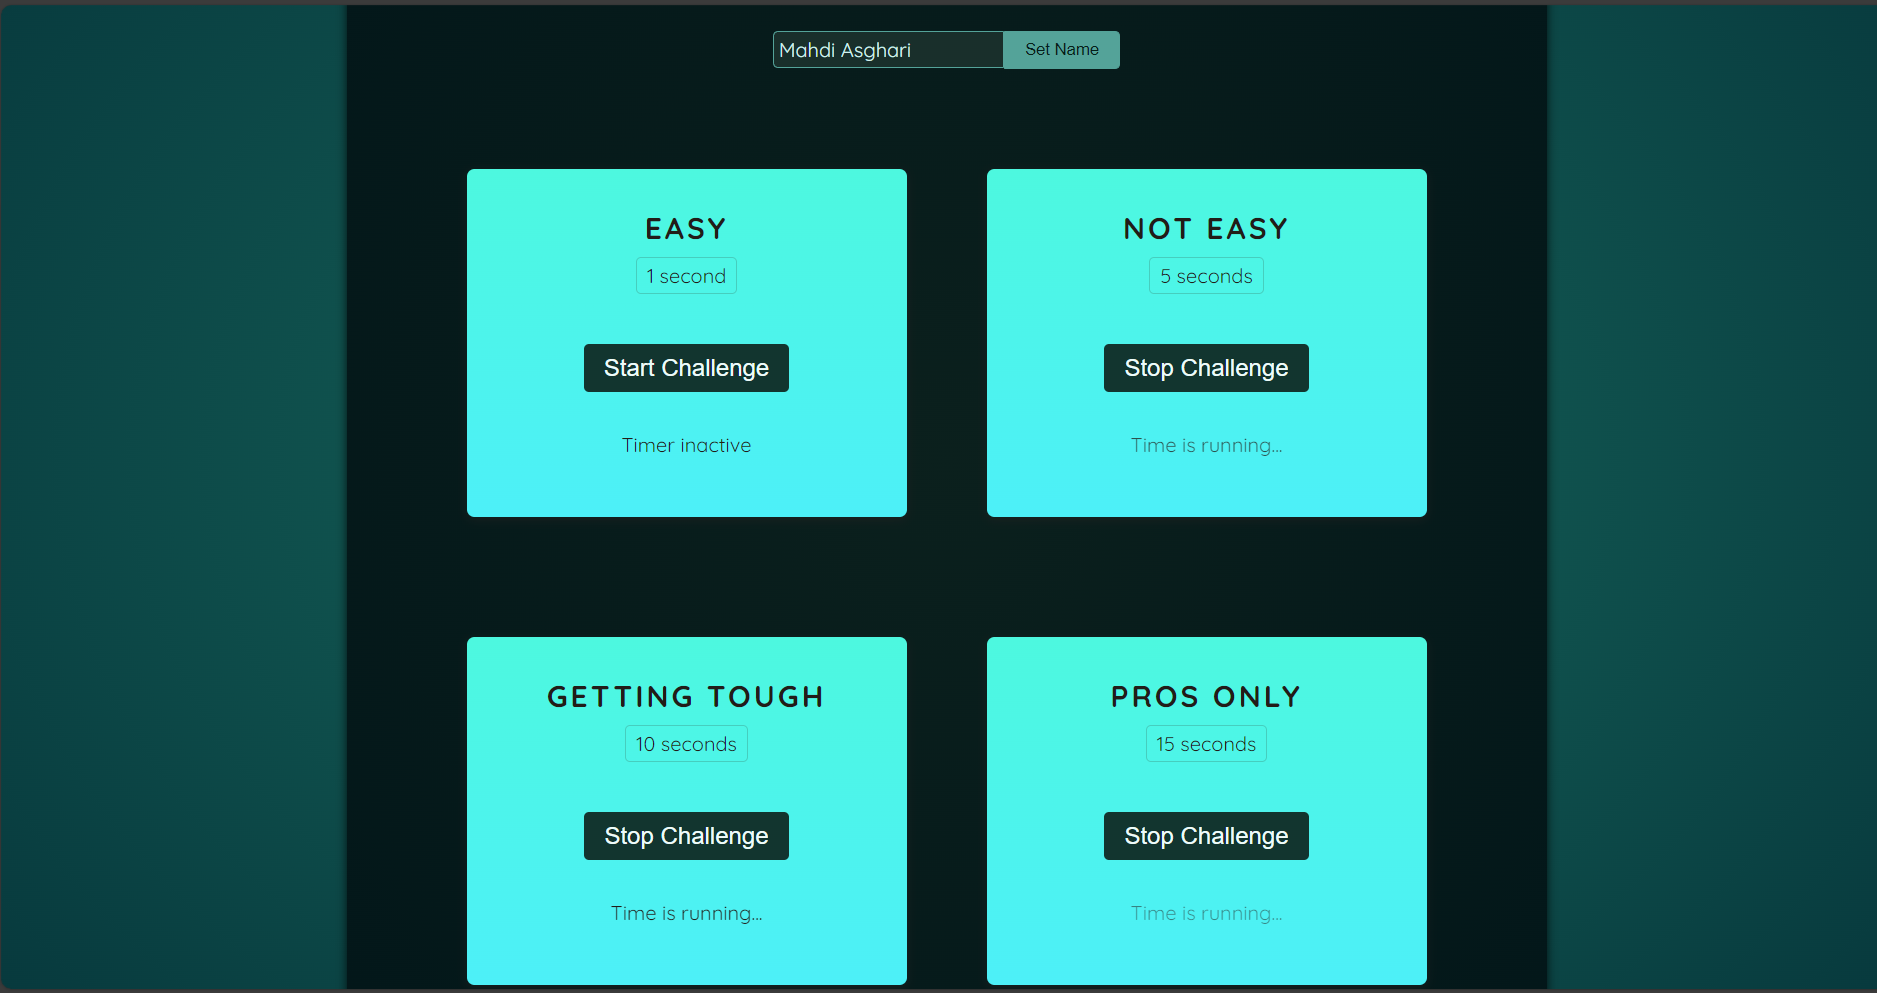 Mahdi Asghari
Set Name
EASY
1 second
Start Challenge
Timer inactive
NOT EASY
5 seconds
Stop Challenge
Time is running...
GETTING TOUGH
10 seconds
Stop Challenge
Time is running...
PROS ONLY
15 seconds
Stop Challenge
Time is running...